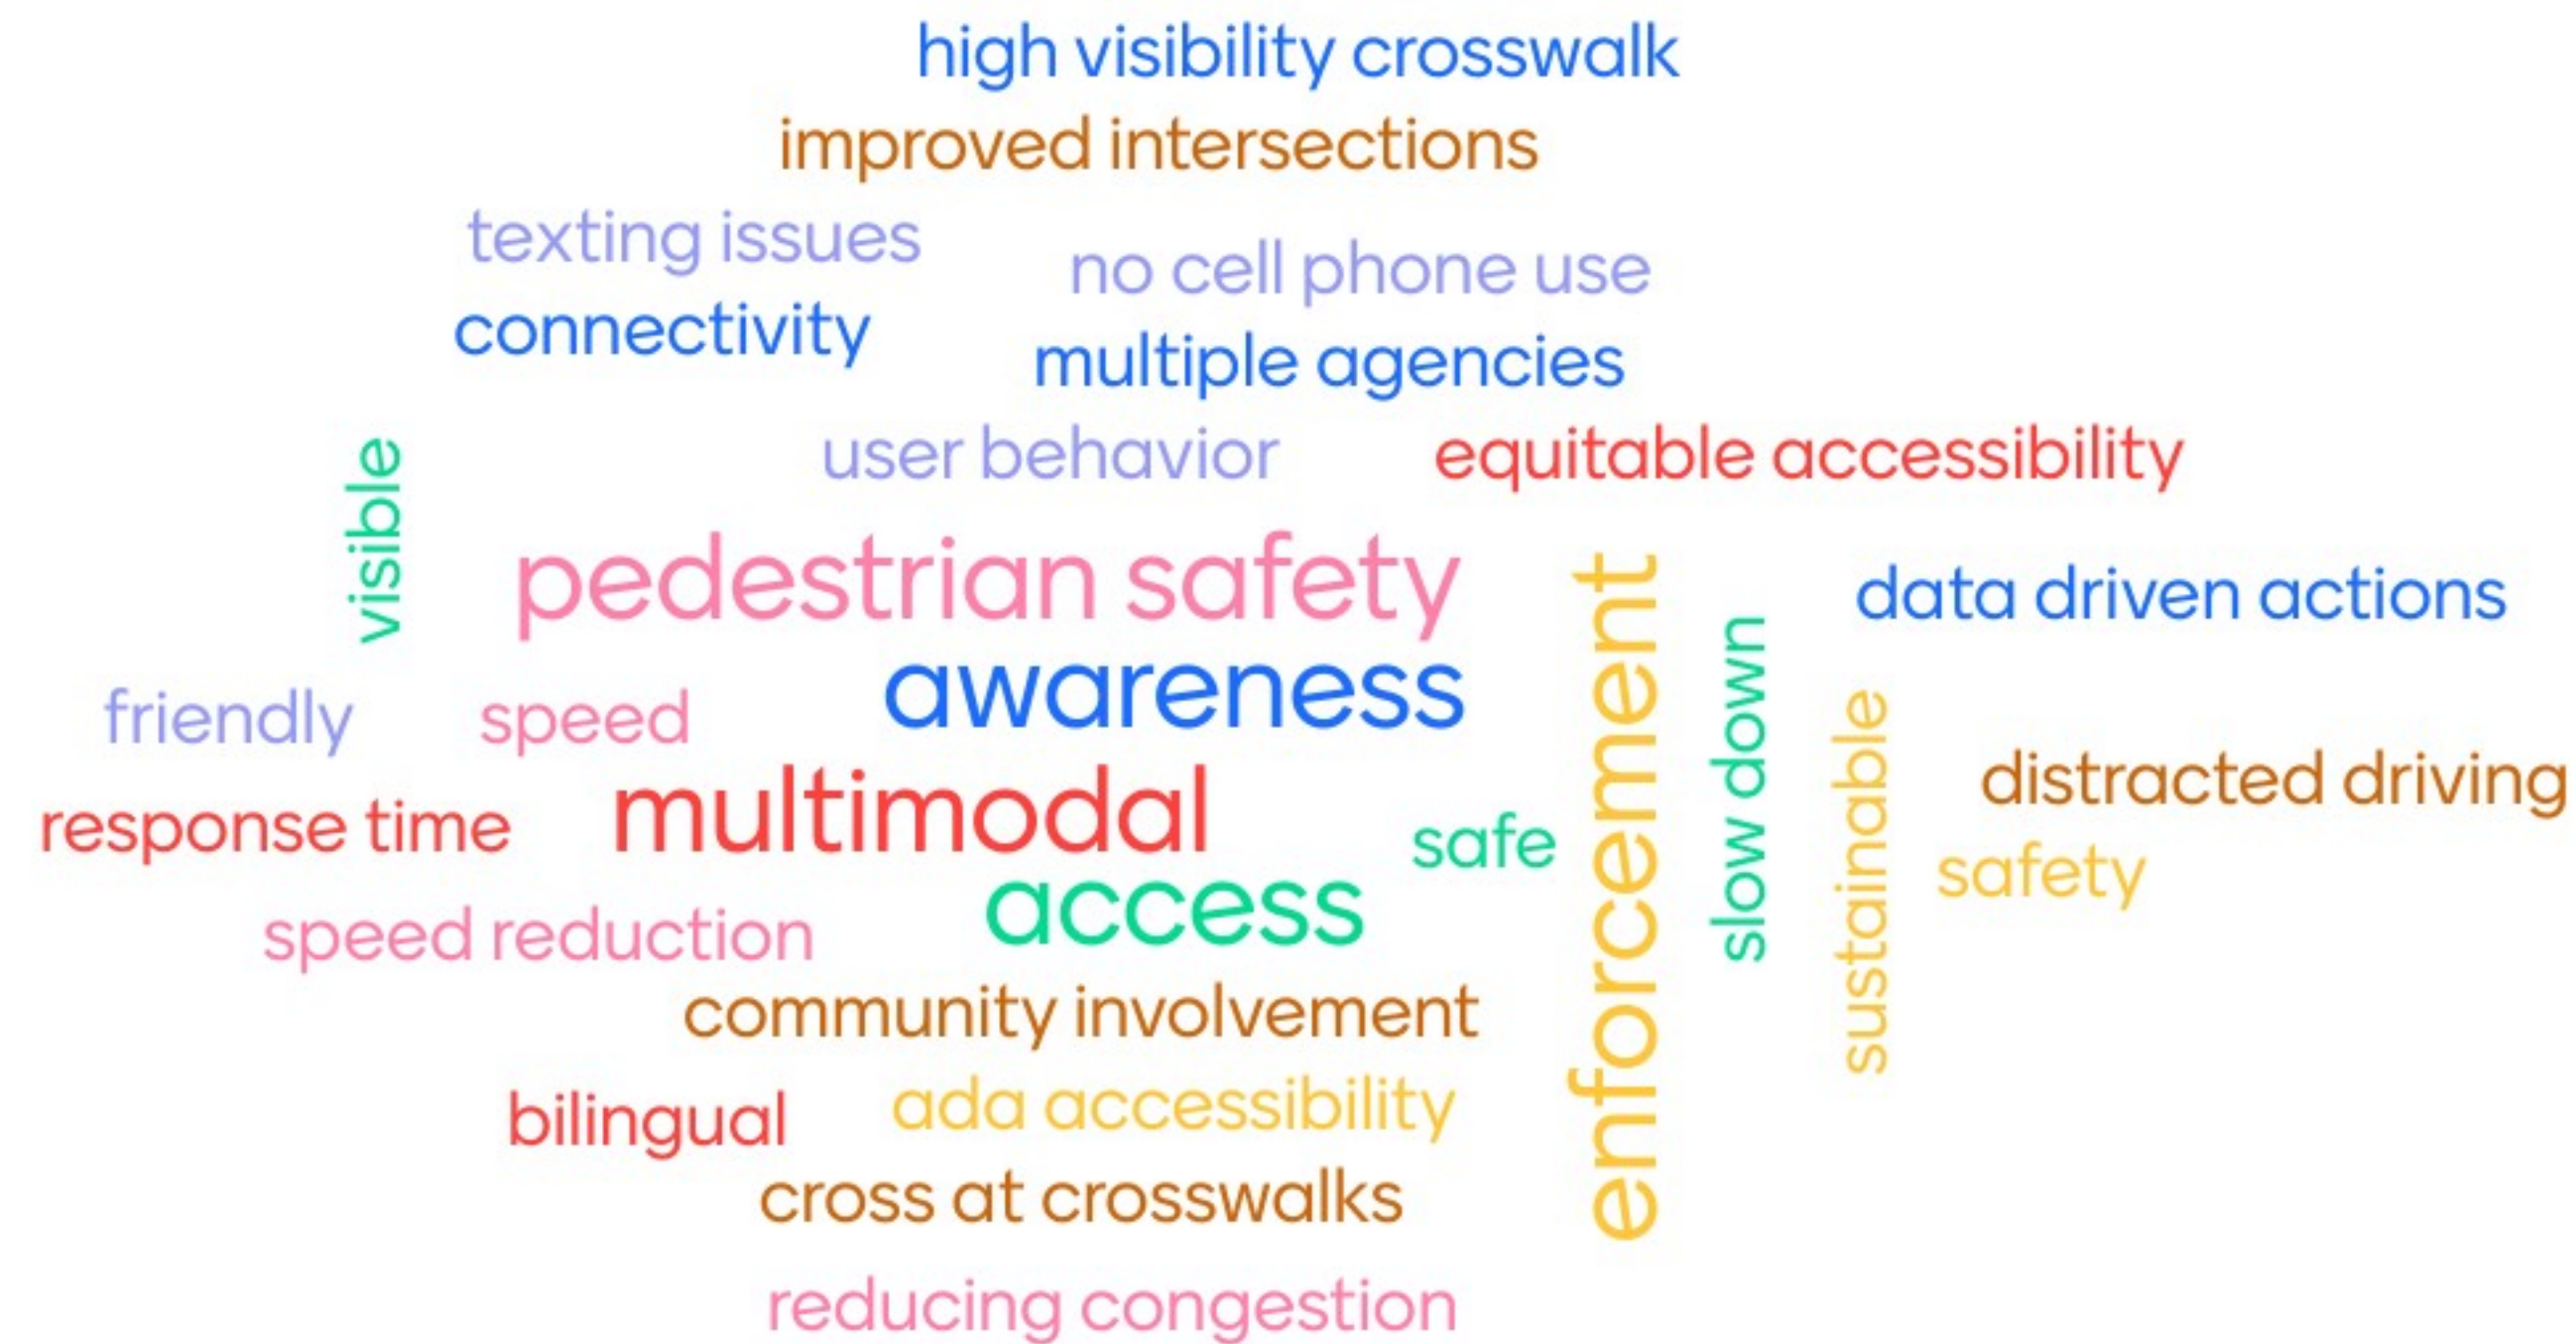 high visibility crosswalk
improved intersections
texting issues
no cell phone use
connectivity
multiple agencies
visible
user behavior
equitable accessibility
pedestrian safety
enforcement
data driven actions
awareness
slow down
friendly
speed
sustainable
distracted driving
response time
multimodal
safe
safety
speed reduction
access
community involvement
bilingual
ada accessibility
cross at crosswalks
reducing congestion